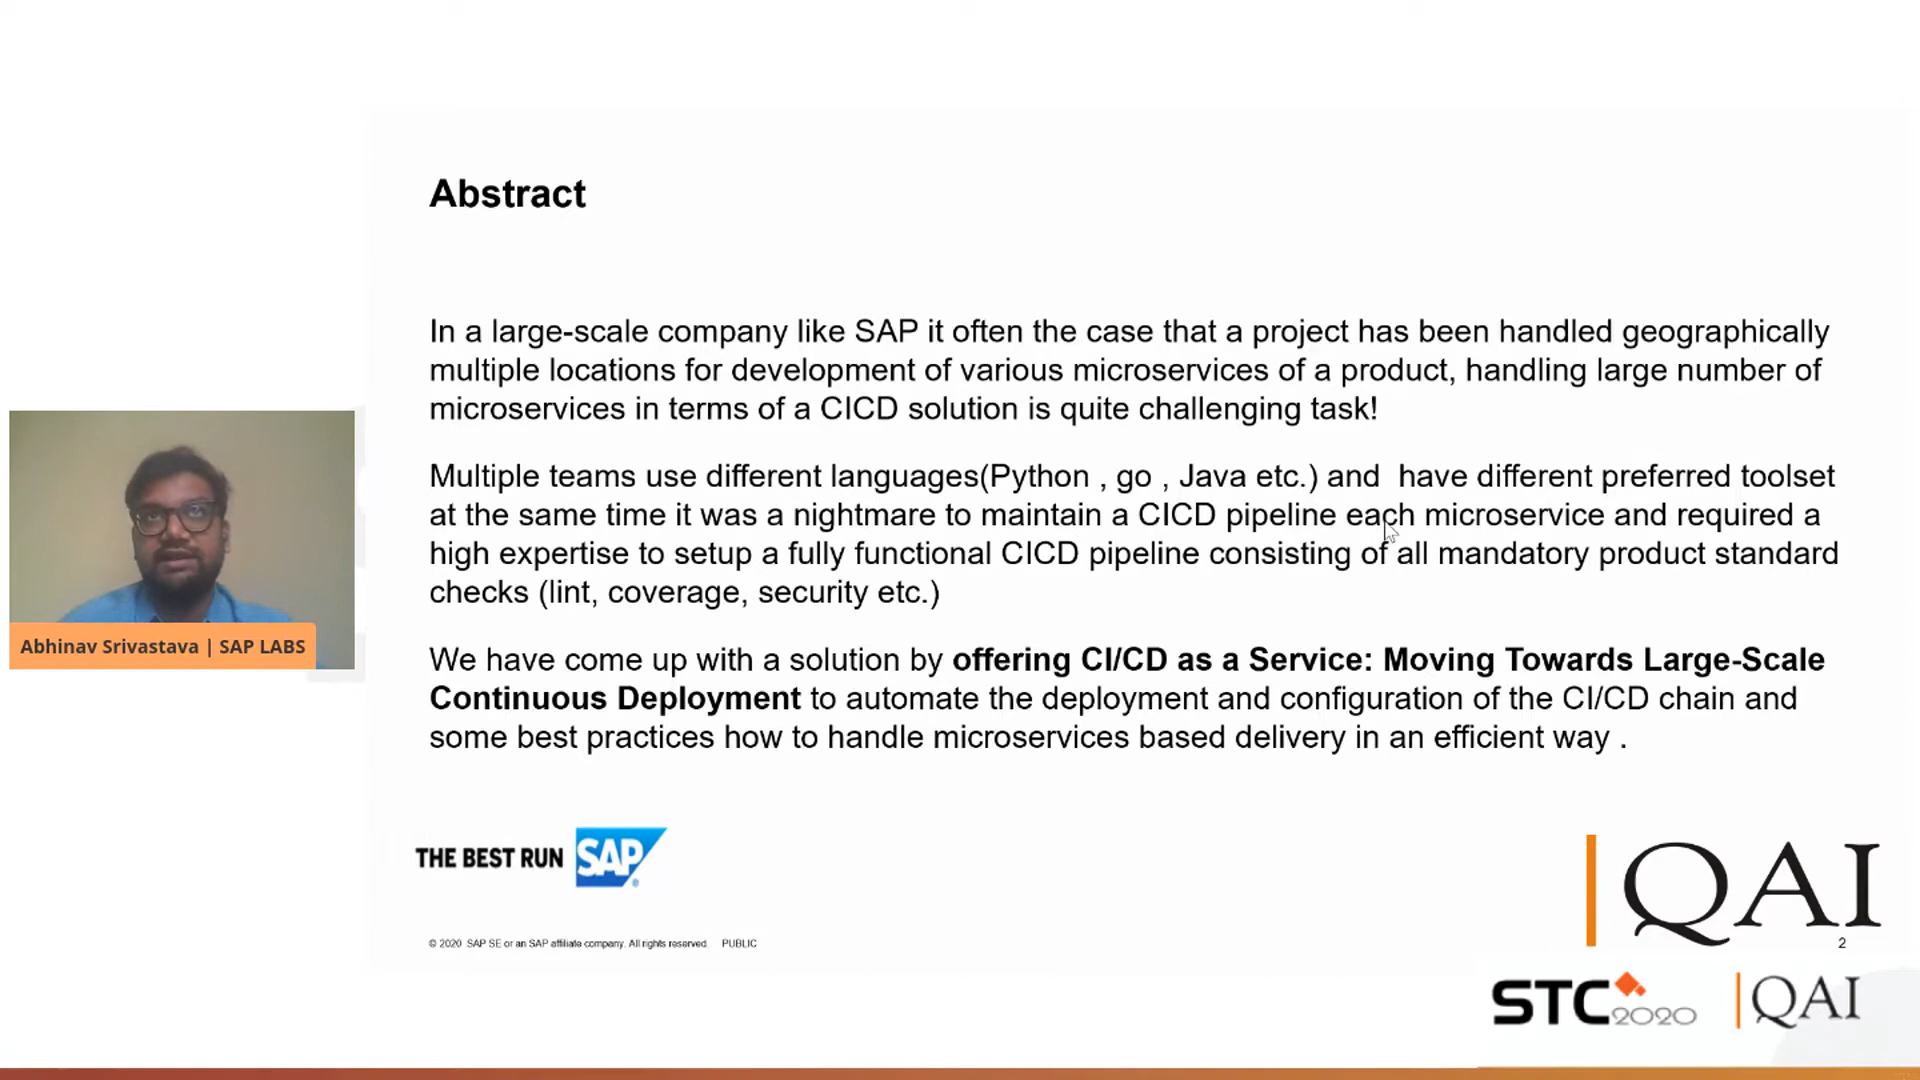 Abstract
In a large-scale company like SAP it often the case that a project has been handled geographically
multiple locations for development of various microservices of a product, handling large number of
microservices in terms of a CICD solution is quite challenging task!
Multiple teams use different languages(Python , go , Java etc.) and  have different preferred toolset
at the same time it was a nightmare to maintain a CICD pipeline each microservice and required a
high expertise to setup a fully functional CICD pipeline consisting of all mandatory product standard
checks (lint, coverage, security etc.)
We have come up with a solution by offering CI/CD as a Service: Moving Towards Large-Scale
Continuous Deployment to automate the deployment and configuration of the CI/CD chain and
some best practices how to handle microservices based delivery in an efficient way .
Abhinav Srivastava | SAP LABS
THE BEST RUN SAP®
QAI
© 2020 SAP SE or an SAP affiliate company. All rights reserved. PUBLIC
2
STC2020
QAI